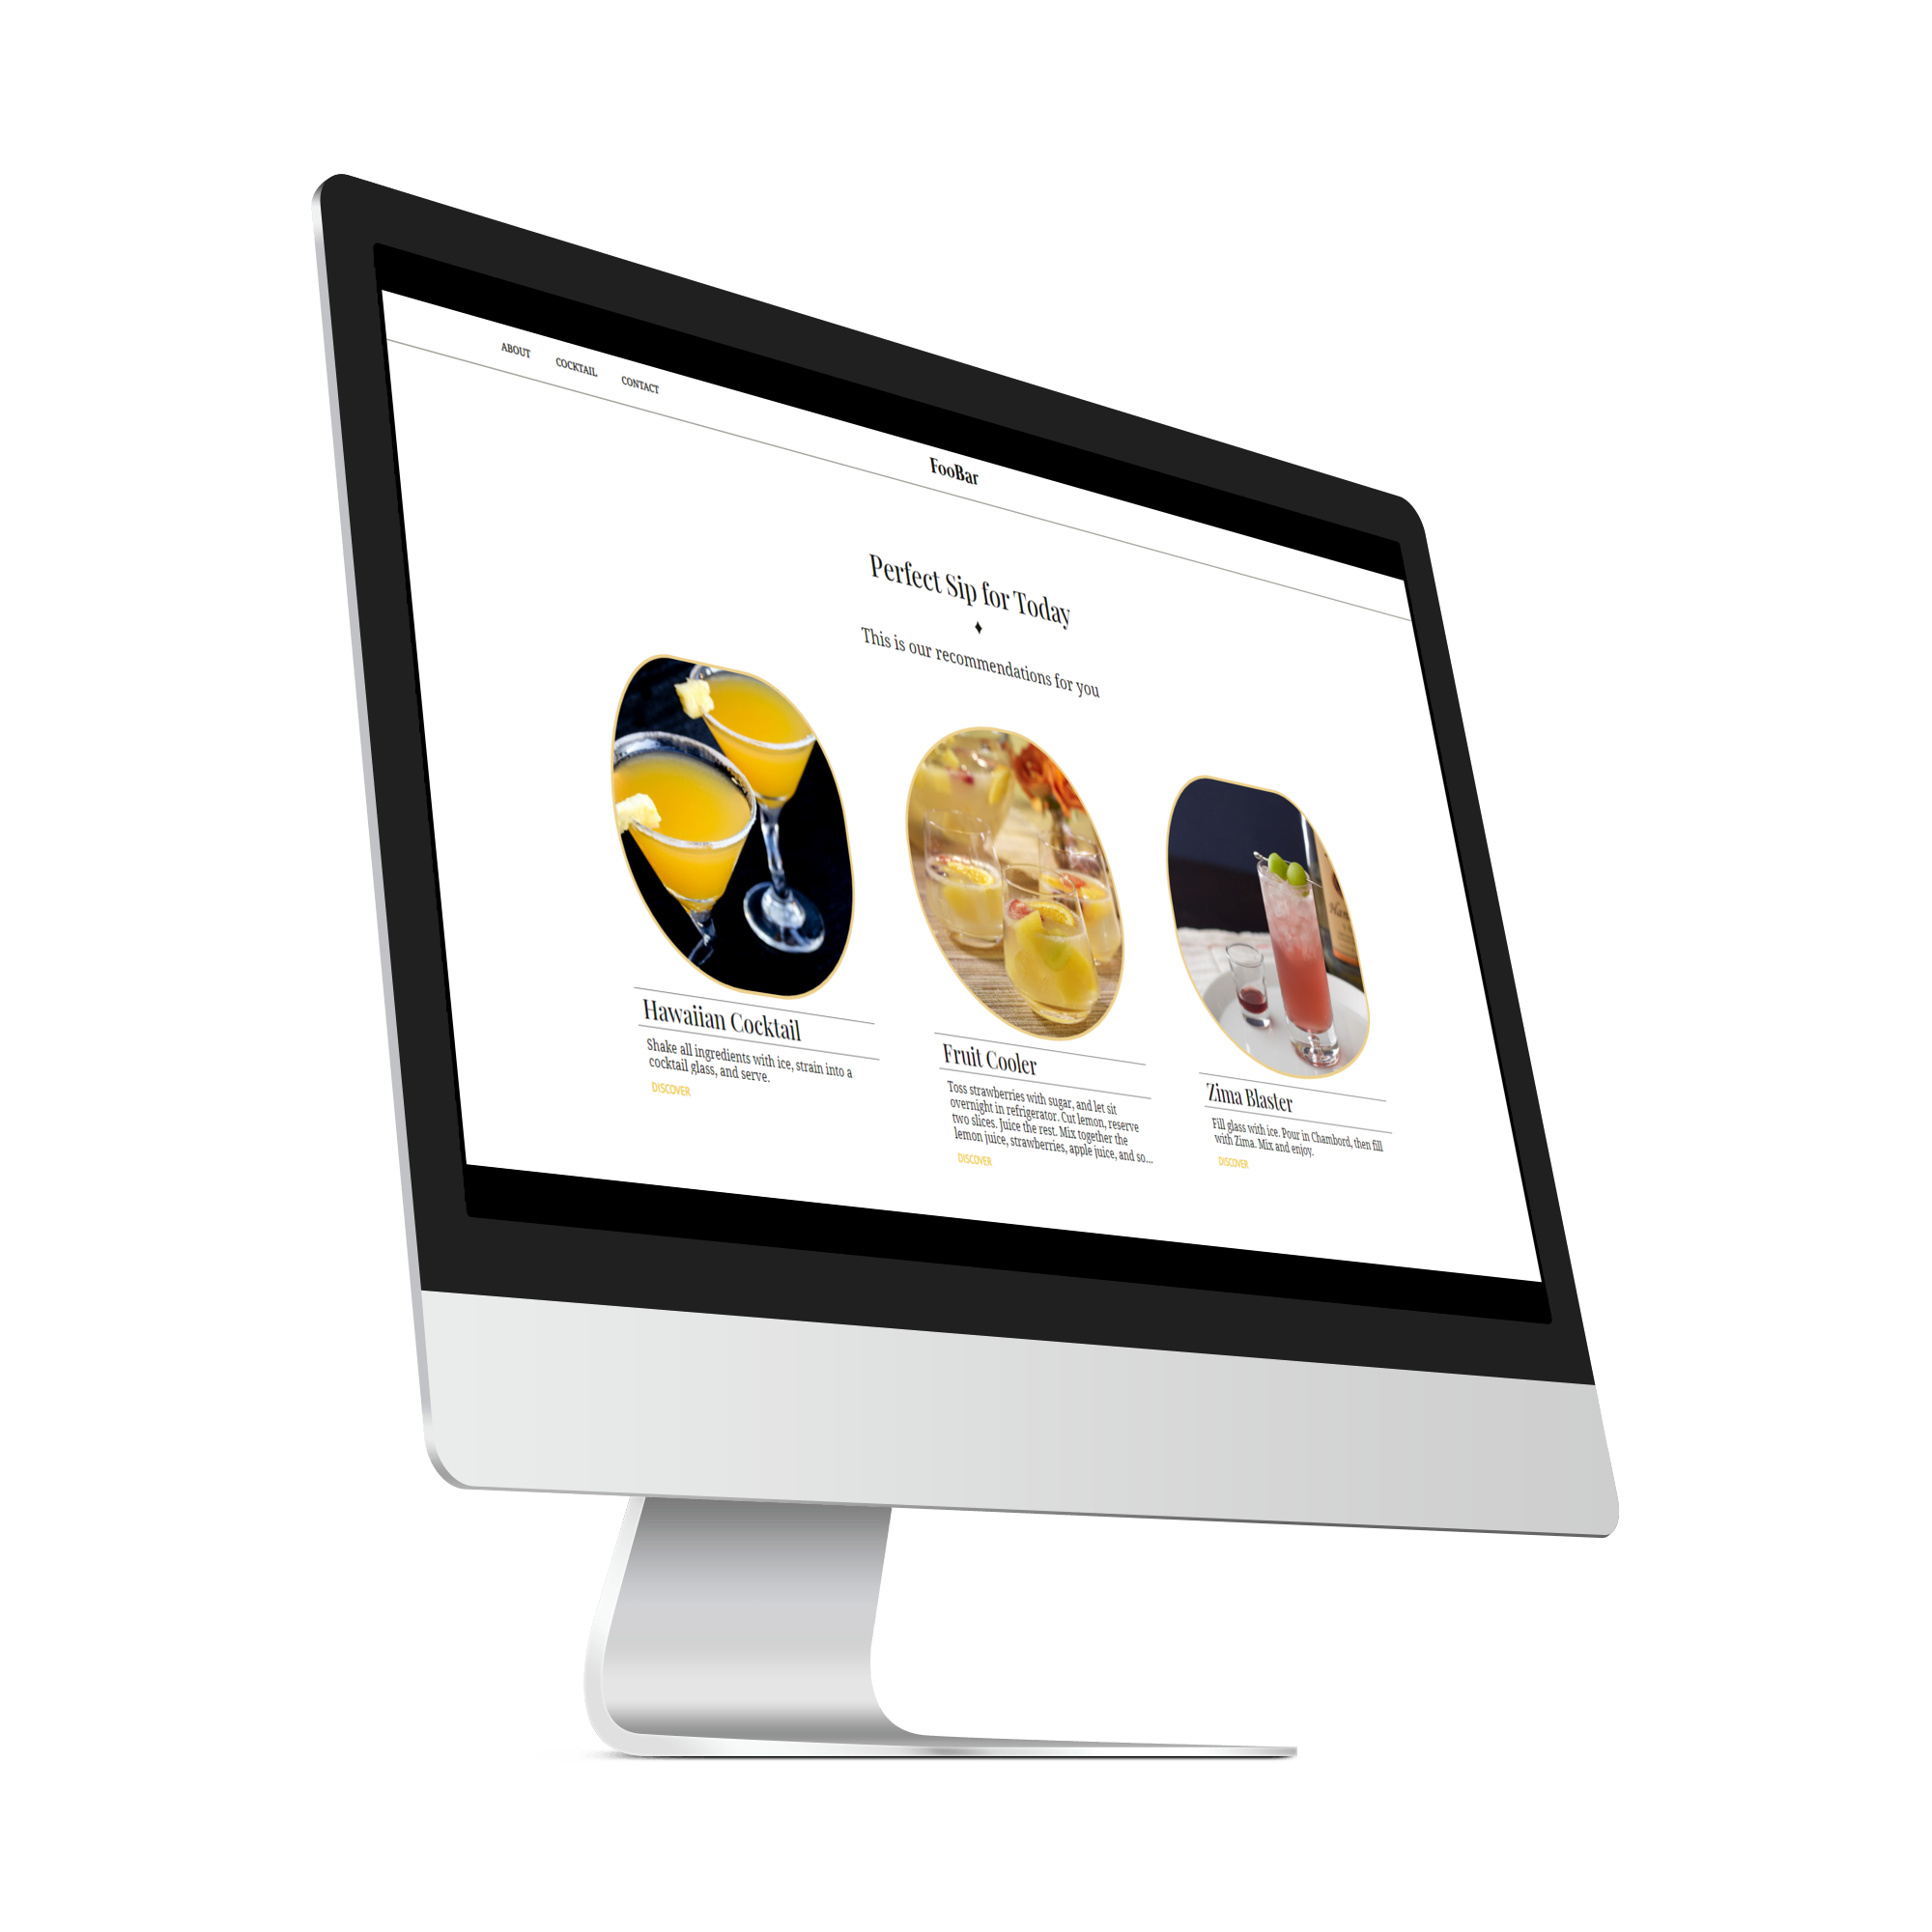 ABOUT COCKTAIL CONTACT
FooBar
Perfect Sip for Today
This is our recommendations for you
Hawaiian Cocktail
Shake all ingredients with ice, strain into a
cocktail glass, and serve.
DISCOVER
Fruit Cooler
Toss strawberries with sugar, and let sit
overnight in refrigerator. Cut lemon, reserve
two slices. Juice the rest. Mix together the
lemon juice, strawberries, apple juice, and so...
DISCOVER
Zima Blaster
Fill glass with ice. Pour in Chambord, then fill
with Zima. Mix and enjoy.
DISCOVER